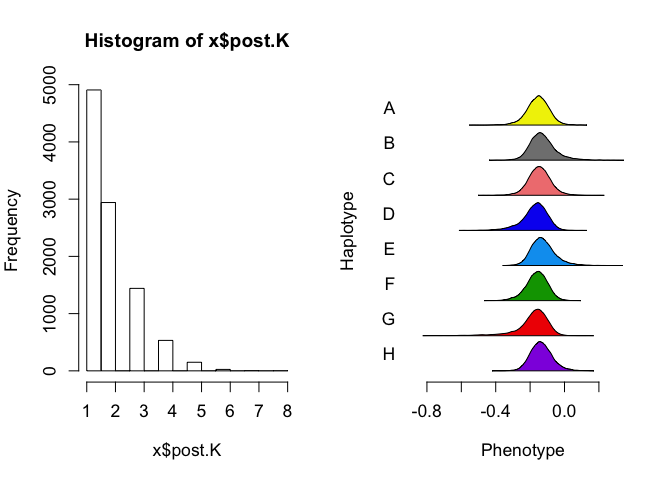 Histogram of x$post.K
Frequency
0
1000
2000
3000
4000
5000
1 2 3 4 5 6 7 8
x$post.K
Haplotype
A
B
C
D
E
F
G
H
-0.8 -0.4 0.0
Phenotype